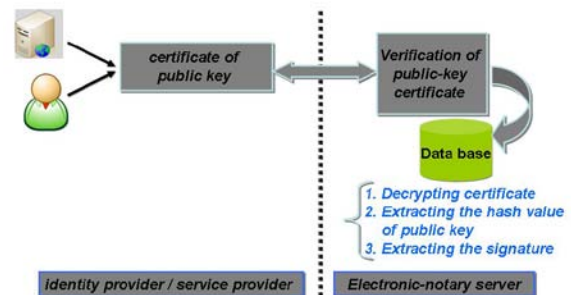 certificate of
public key
Verification of
public-key
certificate
Data base
1. Decrypting certificate
2. Extracting the hash value
of public key
3. Extracting the signature
identity provider / service provider
Electronic-notary server